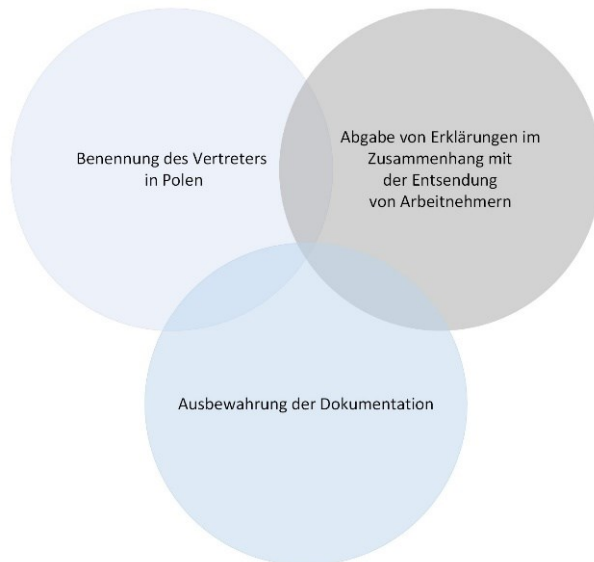 Benennung des Vertreters
in Polen
Abgabe von Erklärungen im
Zusammenhang mit
der Entsendung
von Arbeitnehmern
Ausbewahrung der Dokumentation